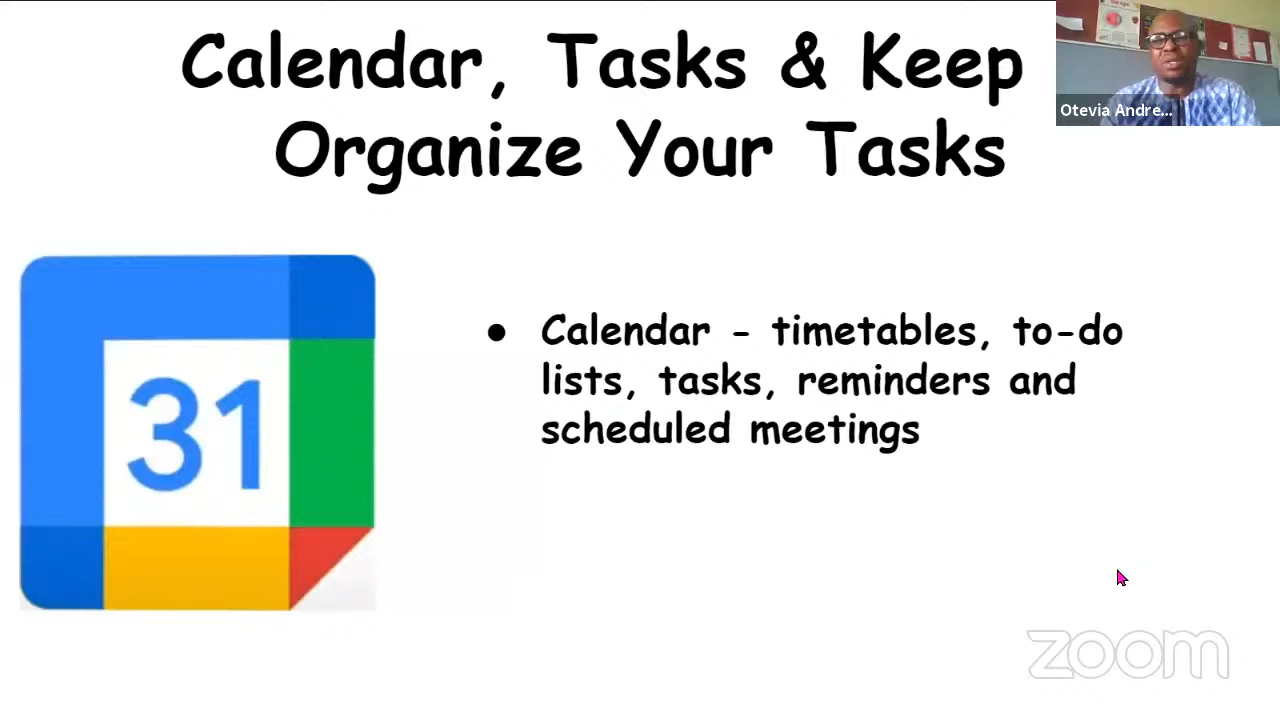 Calendar, Tasks & Keep
Organize Your Tasks
Otevia Andre...
31
● Calendar - timetables, to-do
lists, tasks, reminders and
scheduled meetings
zoom